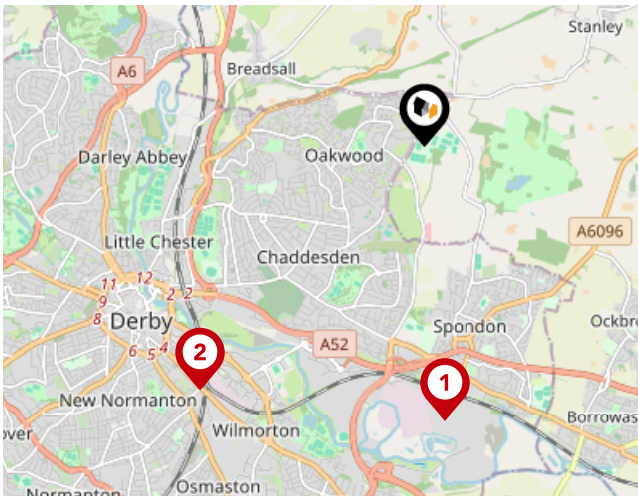 Stanley
A6
Breadsall
Darley Abbey
Oakwood
A6096
Little Chester
Chaddesden
11
12
2
2
9
8
Derby
Spondon
Ockbro
A52
6
5
4
2
1
New Normanton
Borrowas
over
Wilmorton
Osmaston
Normanton